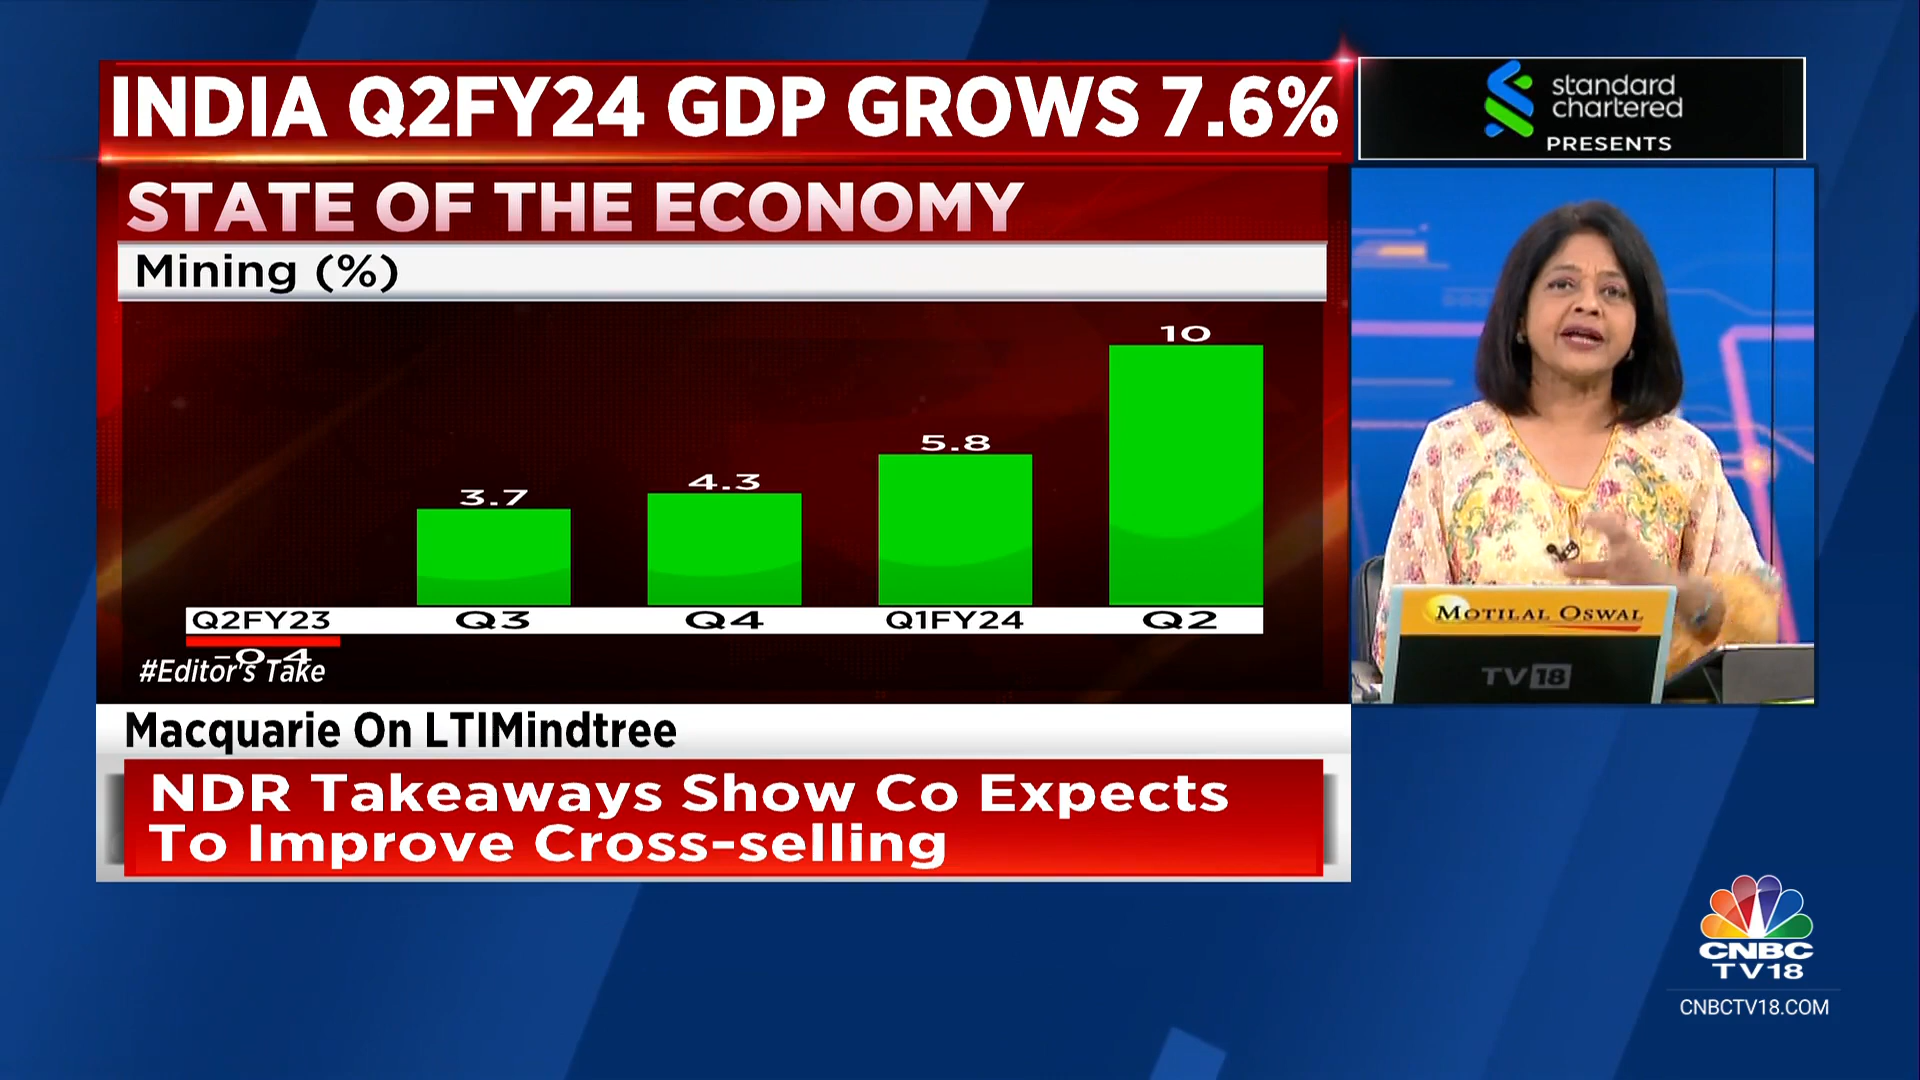 INDIA Q2FY24 GDP GROWS 7.6%
standard
chartered
PRESENTS
STATE OF THE ECONOMY
Mining (%)
10
5.8
4.3
3.7
Q2FY23 Q3 Q4 Q1FY24 Q2
-0.4
#Editor's Take
MOTILAL OSWAL
TV18
Macquarie On LTIMindtree
NDR Takeaways Show Co Expects
To Improve Cross-selling
CNBC
TV18
CNBCTV18.COM